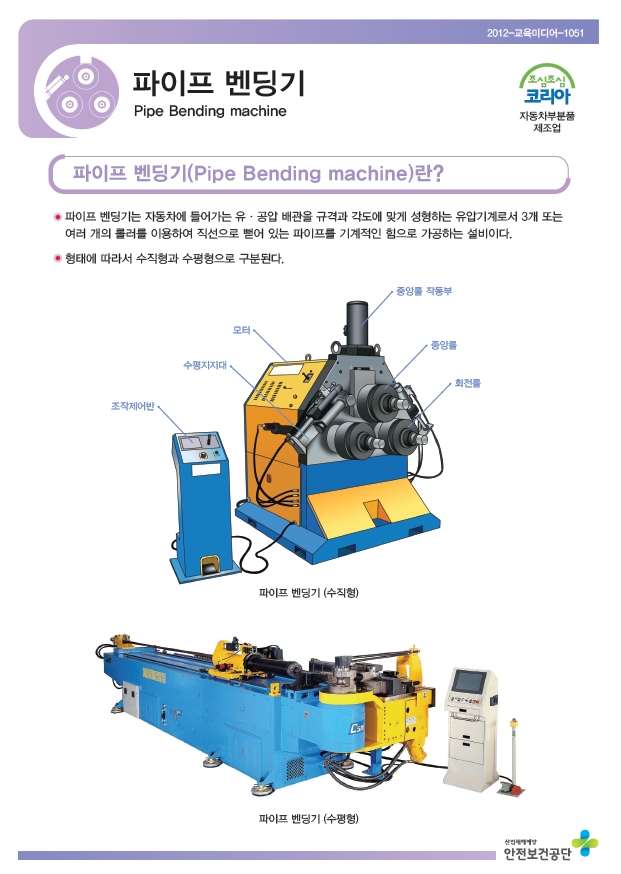 2012-교육미디어-1051
파이프 벤딩기
Pipe Bending machine
조심조심
코리아
자동차부분품
제조업
파이프 벤딩기(Pipe Bending machine)란?
파이프 벤딩기는 자동차에 들어가는 유 · 공압 배관을 규격과 각도에 맞게 성형하는 유압기계로서 3개 또는
여러 개의 롤러를 이용하여 직선으로 뻗어 있는 파이프를 기계적인 힘으로 가공하는 설비이다.
형태에 따라서 수직형과 수평형으로 구분된다.
중앙롤 작동부
모터
중앙롤
수평지지대
회전롤
조작제어반
파이프 벤딩기 (수직형)
파이프 벤딩기 (수평형)
산업재해예방
안전보건공단